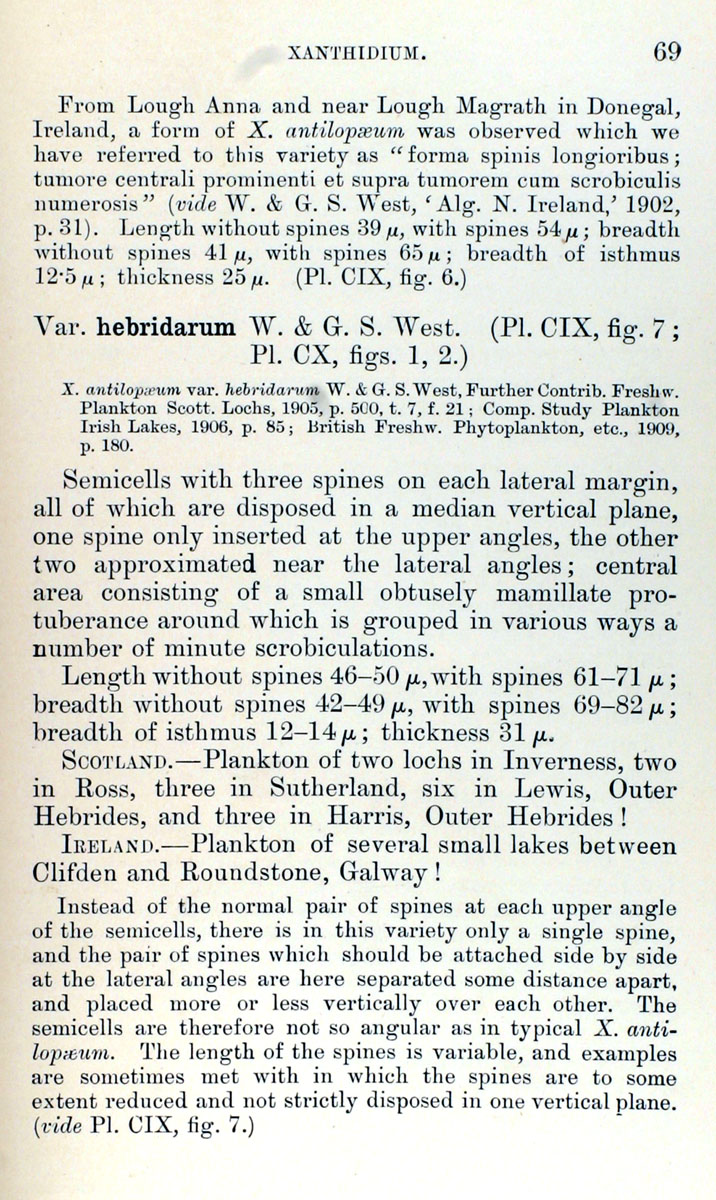 XANTHIDIUM. 69
From Lough Anna and near Lough Magrath in Donegal,
Ireland, a form of X. antilopæum was observed which we
have referred to this variety as "forma spinis longioribus;
tumore centrali prominenti et supra tumorem cum scrobiculis
numerosis" (vide W. & G. S. West, 'Alg. N. Ireland,' 1902,
p. 31). Length without spines 39 μ, with spines 54 μ; breadth
without spines 41 μ, with spines 65 μ; breadth of isthmus
12·5 μ; thickness 25 μ. (Pl. CIX, fig. 6.)
Var. hebridarum W. & G. S. West. (Pl. CIX, fig. 7;
Pl. CX, figs. 1, 2.)
X. antilopæum var. hebridarum W. & G. S. West, Further Contrib. Freshw.
Plankton Scott. Lochs, 1905, p. 500, t. 7, f. 21; Comp. Study Plankton
Irish Lakes, 1906, p. 85; British Freshw. Phytoplankton, etc., 1909,
p. 180.
Semicells with three spines on each lateral margin,
all of which are disposed in a median vertical plane,
one spine only inserted at the upper angles, the other
two approximated near the lateral angles; central
area consisting of a small obtusely mamillate pro-
tuberance around which is grouped in various ways a
number of minute scrobiculations.
Length without spines 46–50 μ, with spines 61–71 μ;
breadth without spines 42–49 μ, with spines 69–82 μ;
breadth of isthmus 12–14 μ; thickness 31 μ.
SCOTLAND.—Plankton of two lochs in Inverness, two
in Ross, three in Sutherland, six in Lewis, Outer
Hebrides, and three in Harris, Outer Hebrides!
IRELAND.—Plankton of several small lakes between
Clifden and Roundstone, Galway!
Instead of the normal pair of spines at each upper angle
of the semicells, there is in this variety only a single spine,
and the pair of spines which should be attached side by side
at the lateral angles are here separated some distance apart,
and placed more or less vertically over each other. The
semicells are therefore not so angular as in typical X. anti-
lopæum. The length of the spines is variable, and examples
are sometimes met with in which the spines are to some
extent reduced and not strictly disposed in one vertical plane.
(vide Pl. CIX, fig. 7.)